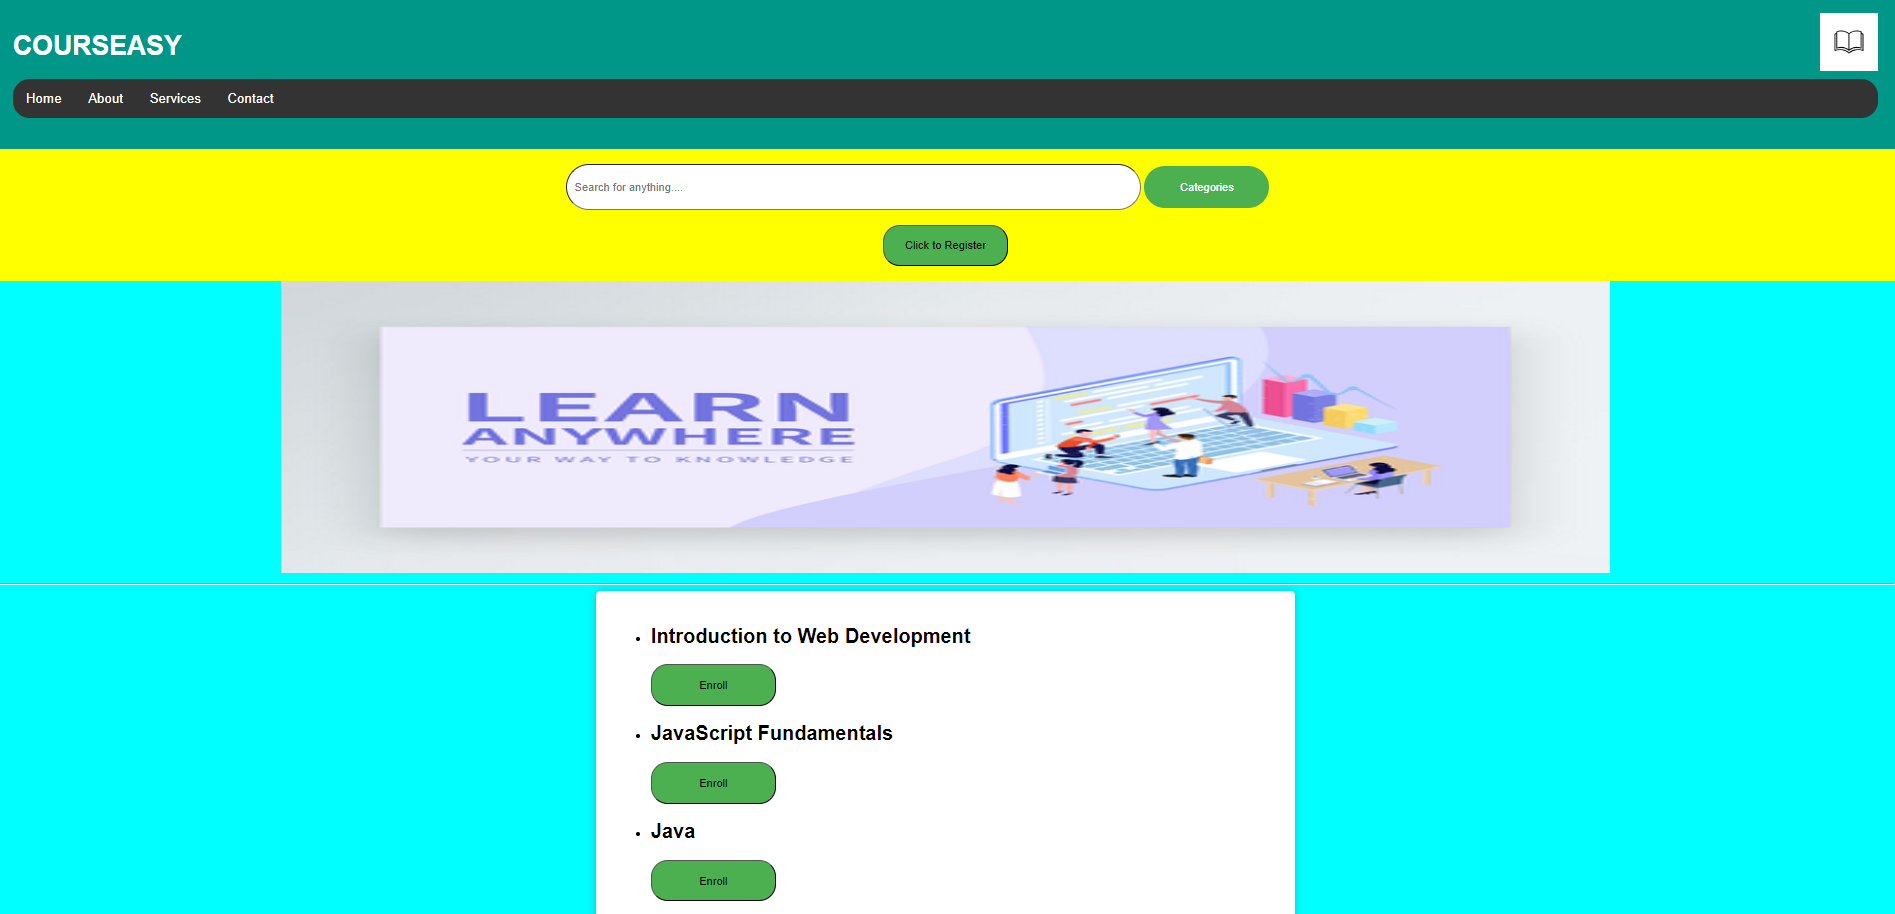 COURSEASY
Home About Services Contact
Search for anything.... Categories
Click to Register
LEARN
ANYWHERE
YOUR WAY TO KNOWLEDGE
Introduction to Web Development
Enroll
JavaScript Fundamentals
Enroll
Java
Enroll